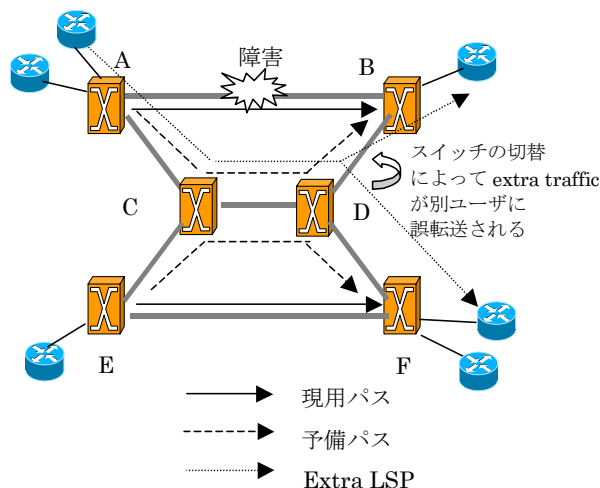 A
障害
B
スイッチの切替
によって extra traffic
が別ユーザに
誤転送される
C
D
E
F
現用パス
予備パス
Extra LSP